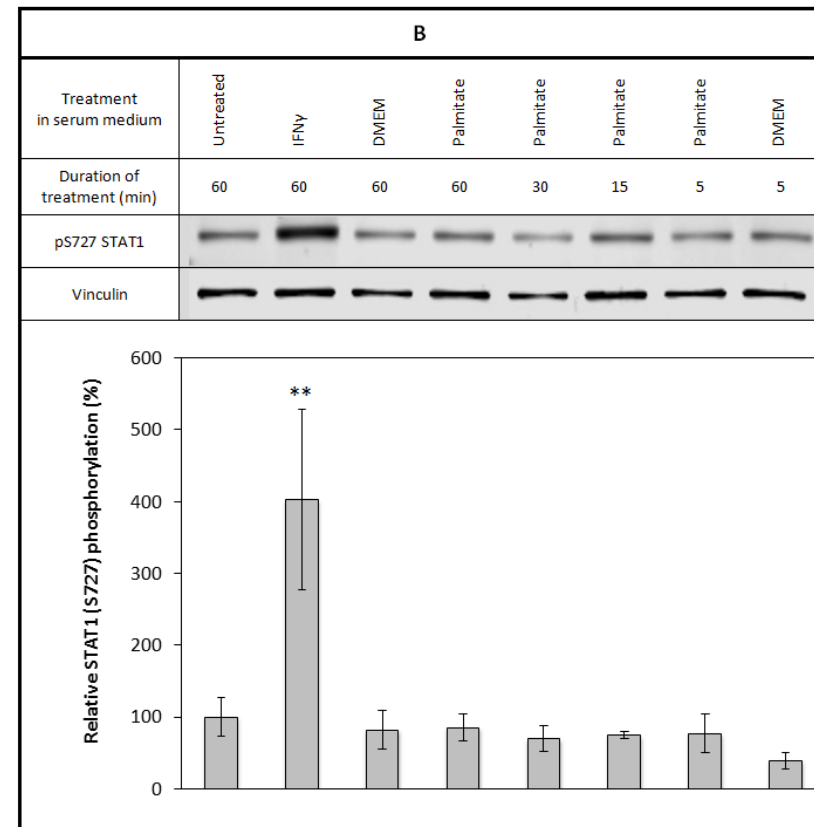 B
Treatment
in serum medium
Untreated
IFNγ
DMEM
Palmitate
Palmitate
Palmitate
Palmitate
DMEM
Duration of
treatment (min)
60 60 60 60 30 15 5 5
pS727 STAT1
Vinculin
Relative STAT1 (S727) phosphorylation (%)
600
**
500
400
300
200
100
0